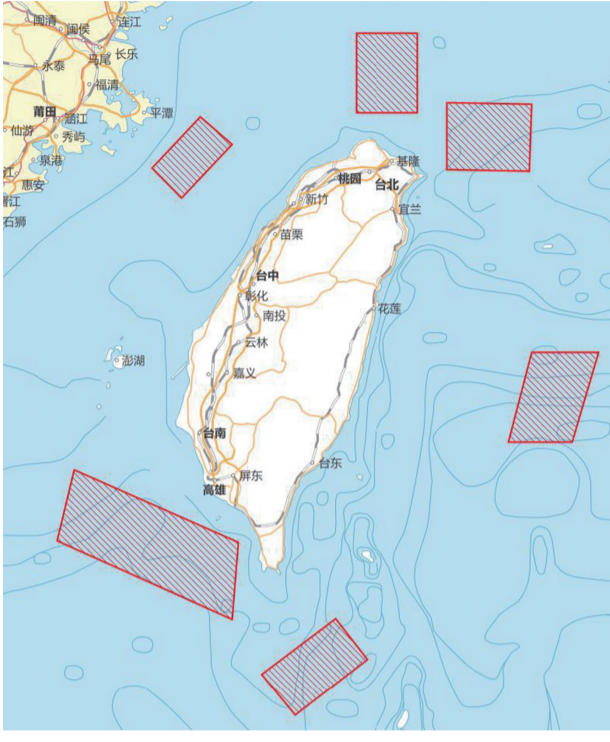 闽清
闽侯
连江
马尾
长乐
永泰
福清
平潭
莆田
涵江
仙游
秀屿
泉港
江
惠安
晋江
石狮
基隆
桃园
台北
新竹
宜兰
苗栗
台中
彰化
花莲
南投
云林
澎湖
嘉义
台南
台东
屏东
高雄